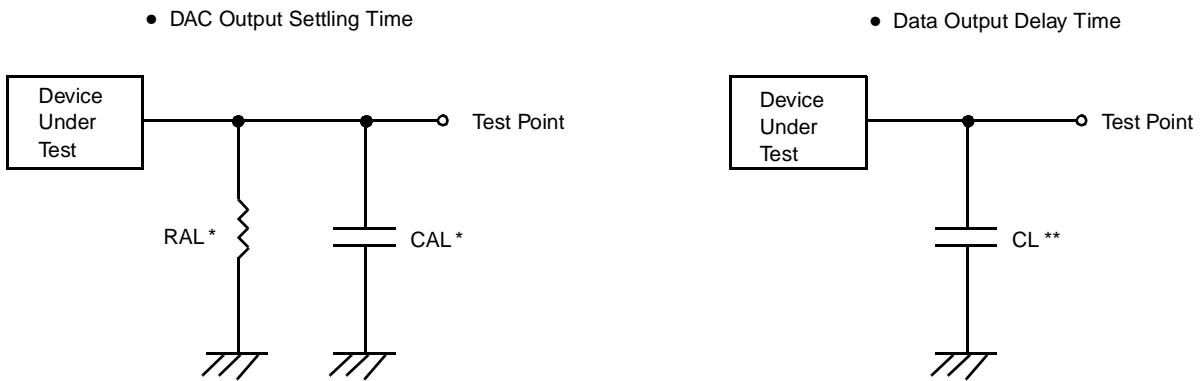 ● DAC Output Settling Time
Device
Under
Test
Test Point
RAL *
CAL *
● Data Output Delay Time
Device
Under
Test
Test Point
CL **